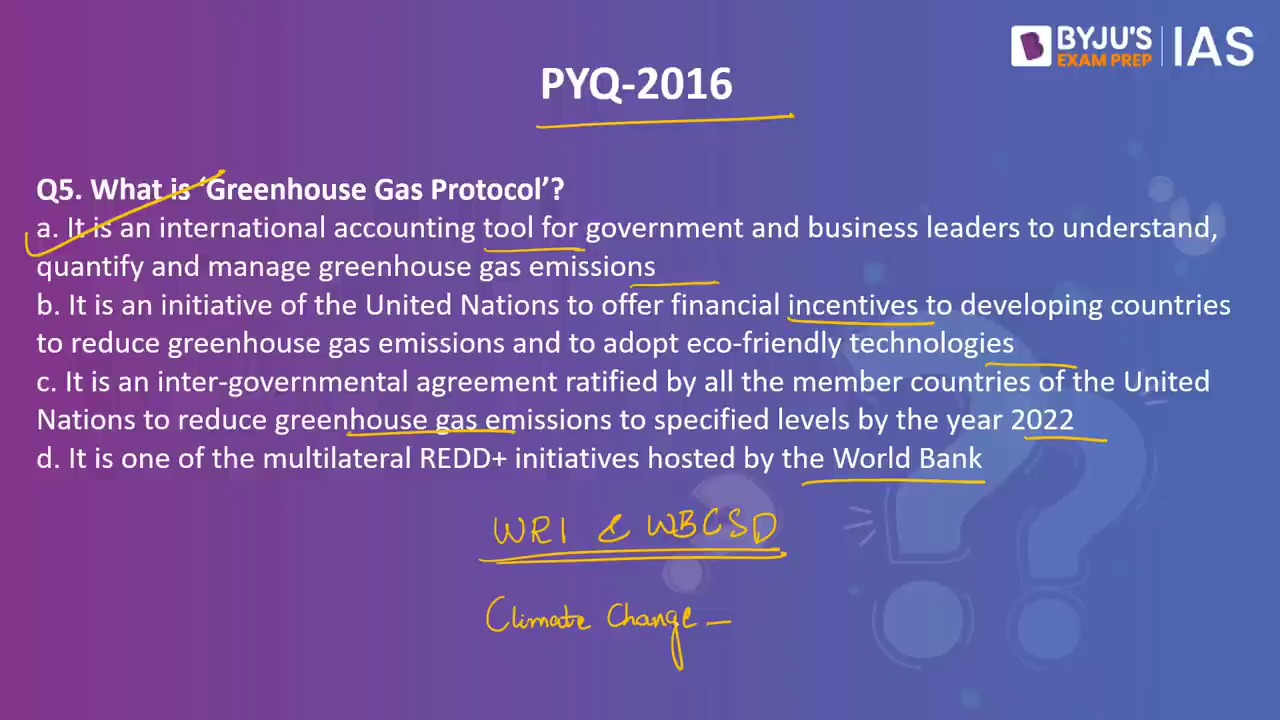 BYJU'S
EXAM PREP
IAS
PYQ-2016
Q5. What is ‘Greenhouse Gas Protocol’?
a. It is an international accounting tool for government and business leaders to understand,
quantify and manage greenhouse gas emissions
b. It is an initiative of the United Nations to offer financial incentives to developing countries
to reduce greenhouse gas emissions and to adopt eco-friendly technologies
c. It is an inter-governmental agreement ratified by all the member countries of the United
Nations to reduce greenhouse gas emissions to specified levels by the year 2022
d. It is one of the multilateral REDD+ initiatives hosted by the World Bank
WRI & WBCSD
Climate Change –